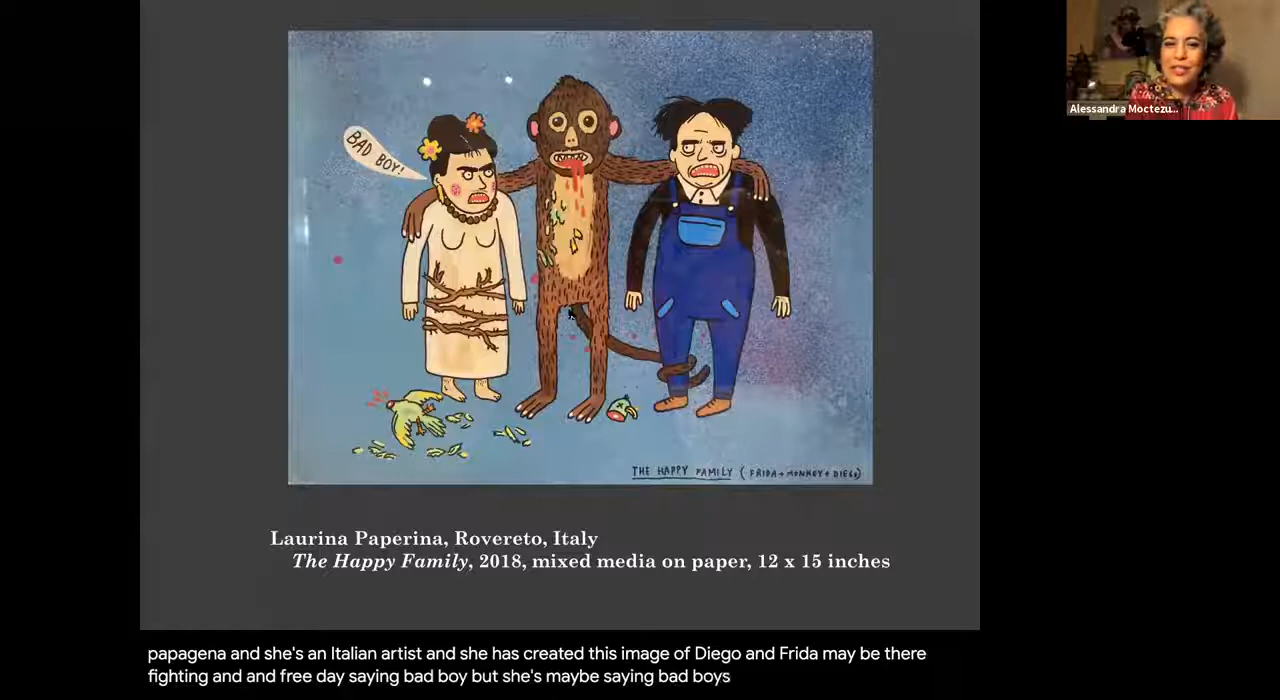 Alessandra Moctezu...
BAD BOY!
THE HAPPY FAMILY (FRIDA + MONKEY + DIEGO)
Laurina Paperina, Rovereto, Italy
The Happy Family, 2018, mixed media on paper, 12 x 15 inches
papagena and she's an Italian artist and she has created this image of Diego and Frida may be there
fighting and and free day saying bad boy but she's maybe saying bad boys